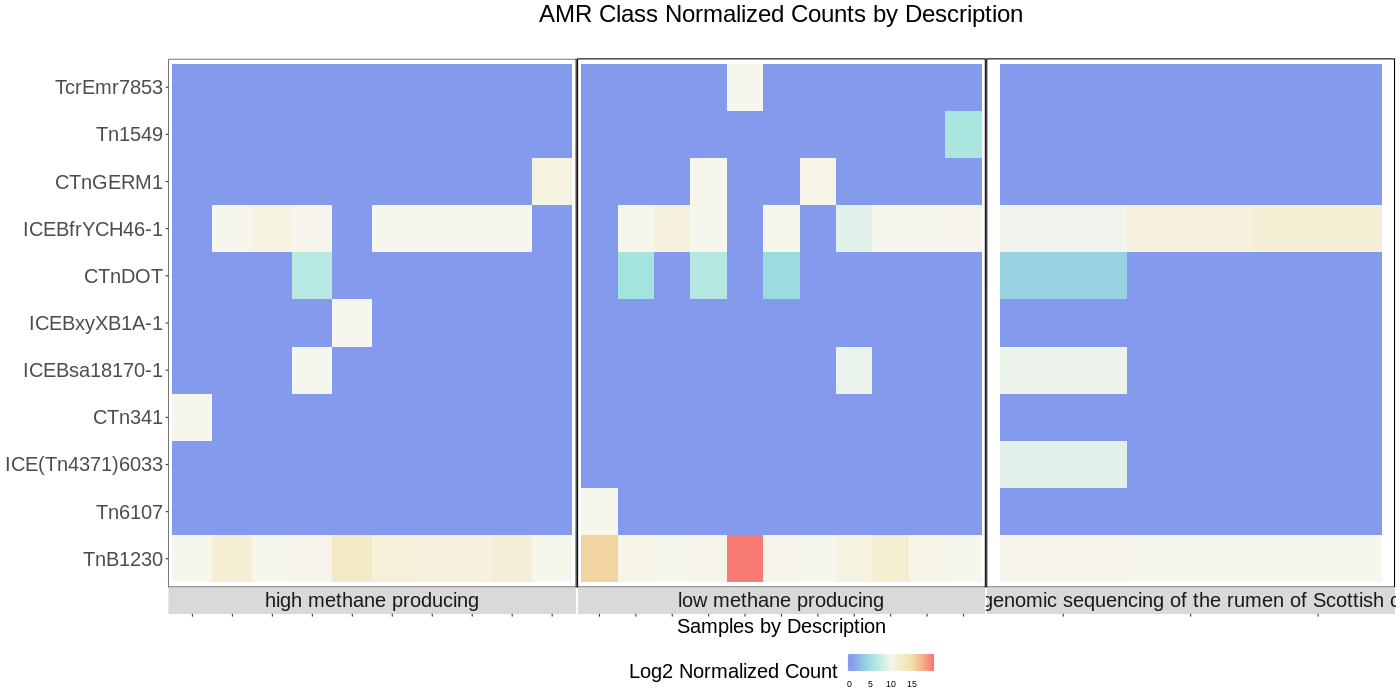 AMR Class Normalized Counts by Description
TcrEmr7853
Tn1549
CTnGERM1
ICEBfrYCH46-1
CTnDOT
ICEBxyXB1A-1
ICEBsa18170-1
CTn341
ICE(Tn4371)6033
Tn6107
TnB1230
high methane producing
low methane producing
genomic sequencing of the rumen of Scottish c
Samples by Description
Log2 Normalized Count
0 5 10 15